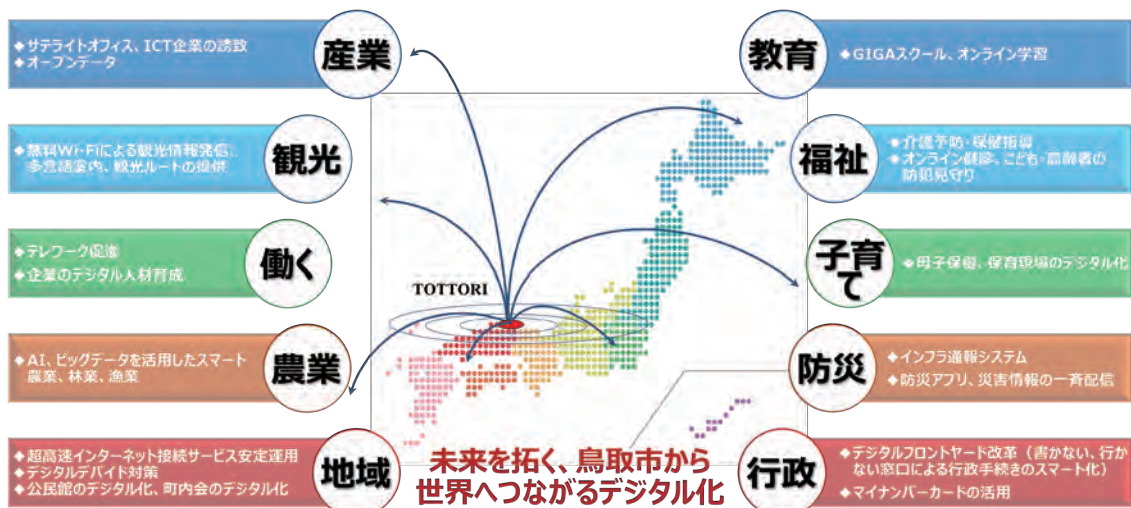 ◆サテライトオフィス、ICT企業の誘致
◆オープンデータ
産業
◆無料Wi-Fiによる観光情報発信、
多言語案内、観光ルートの提供
観光
◆テレワーク促進
◆企業のデジタル人材育成
働く
◆AI、ビッグデータを活用したスマート
農業、林業、漁業
農業
◆超高速インターネット接続サービス安定運用
◆デジタルデバイド対策
◆公民館のデジタル化、町内会のデジタル化
地域
TOTTORI
未来を拓く、鳥取市から
世界へつながるデジタル化
教育
◆GIGAスクール、オンライン学習
福祉
◆介護予防・保健指導
◆オンライン健診、こども・高齢者の
防犯見守り
子育
て
◆母子保健、保育現場のデジタル化
防災
◆インフラ通報システム
◆防災アプリ、災害情報の一斉配信
行政
◆デジタルフロントヤード改革（書かない、行か
ない窓口による行政手続きのスマート化）
◆マイナンバーカードの活用